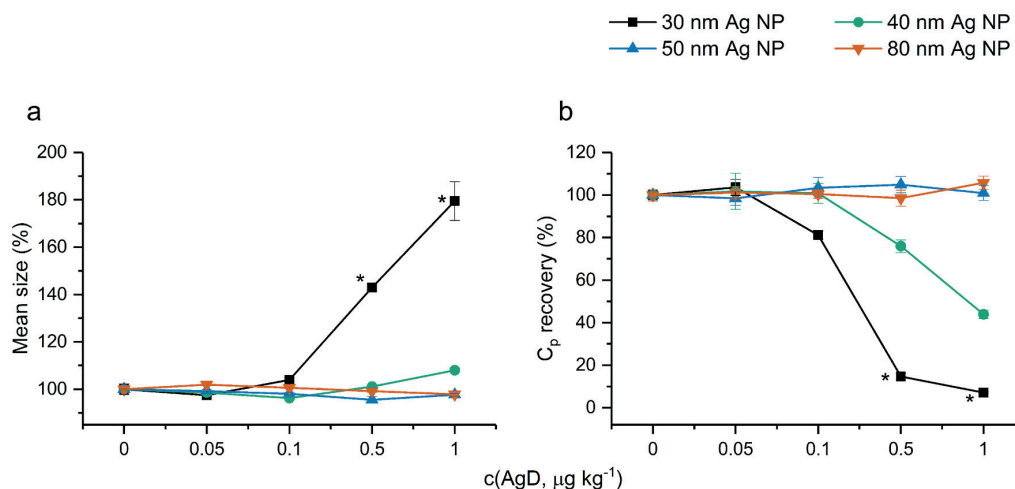 30 nm Ag NP 40 nm Ag NP
50 nm Ag NP 80 nm Ag NP
a
b
Mean size (%)
200
180
160
140
120
100
0 0.05 0.1 0.5 1
* *
Cₚ recovery (%)
120
100
80
60
40
20
0
0 0.05 0.1 0.5 1
* *
c(AgD, µg kg⁻¹)